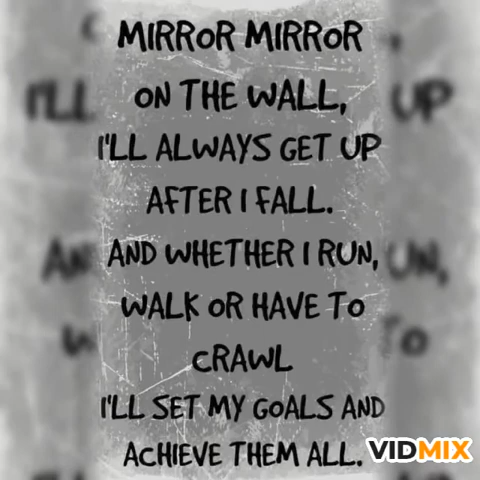 MIRROR MIRROR
ON THE WALL,
I'LL ALWAYS GET UP
AFTER I FALL.
AND WHETHER I RUN,
WALK OR HAVE TO
CRAWL
I'LL SET MY GOALS AND
ACHIEVE THEM ALL.
VIDMIX